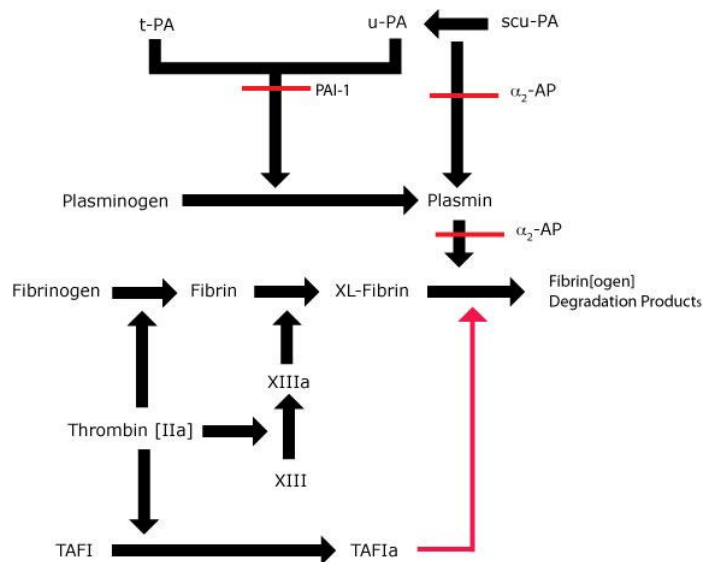 t-PA
u-PA
scu-PA
PAI-1
α₂-AP
Plasminogen
Plasmin
α₂-AP
Fibrinogen
Fibrin
XL-Fibrin
Fibrin[ogen]
Degradation Products
XIIIa
Thrombin [IIa]
XIII
TAFI
TAFIa